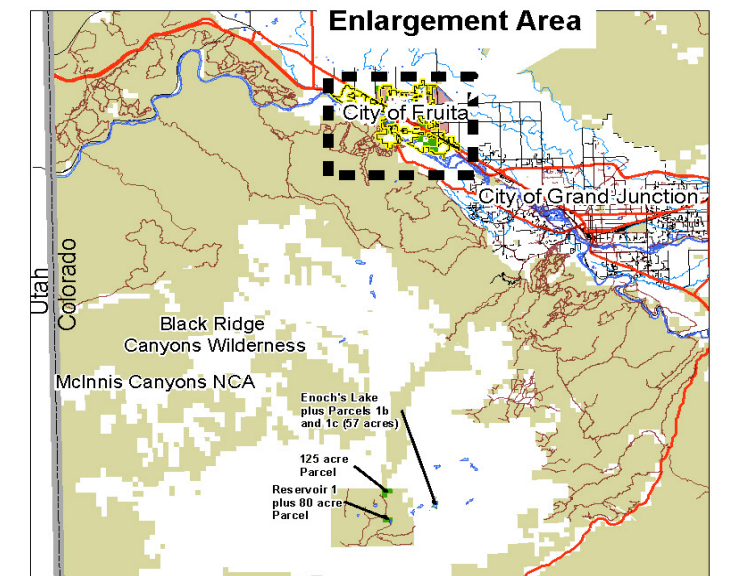 Enlargement Area
City of Fruita
City of Grand Junction
Utah
Colorado
Black Ridge
Canyons Wilderness
McInnis Canyons NCA
Enoch's Lake
plus Parcels 1b
and 1c (57 acres)
125 acre
Parcel
Reservoir 1
plus 80 acre
Parcel